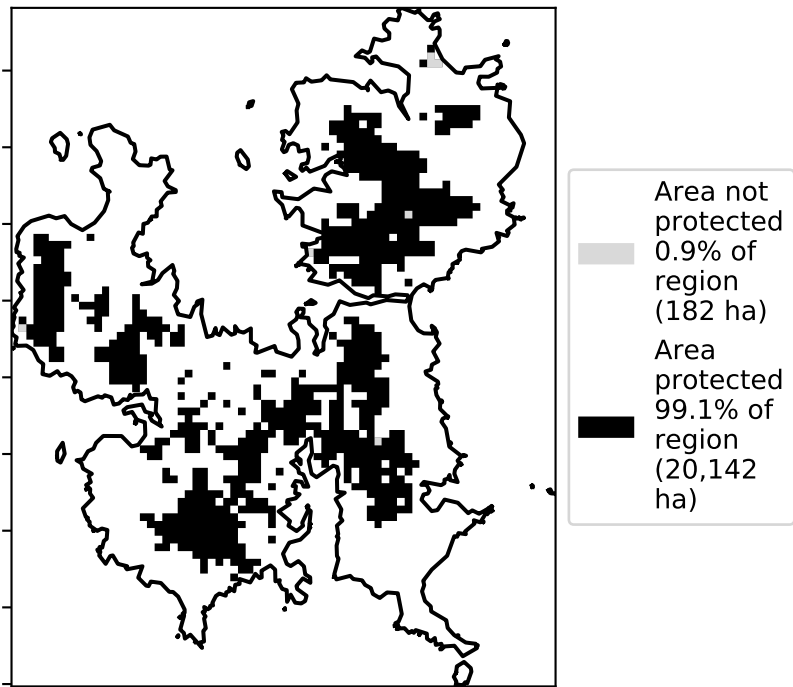 Area not
protected
0.9% of
region
(182 ha)
Area
protected
99.1% of
region
(20,142
ha)